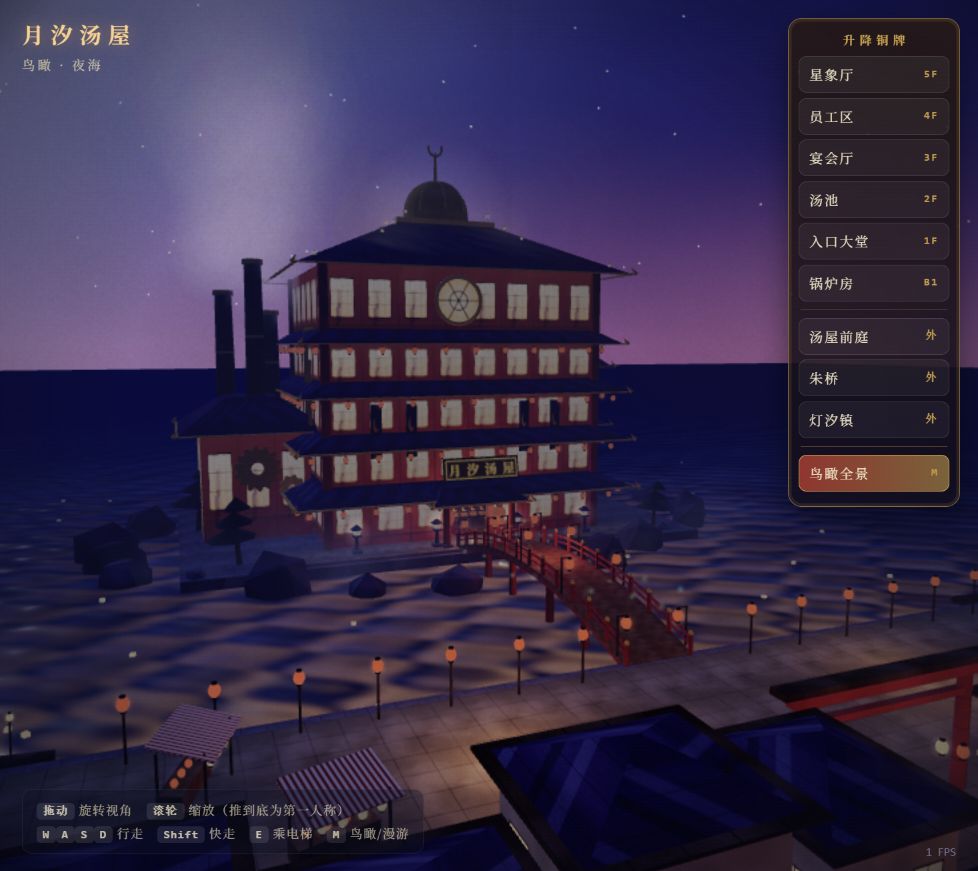 月汐汤屋
鸟瞰 · 夜海
升降铜牌
星象厅 5F
员工区 4F
宴会厅 3F
汤池 2F
入口大堂 1F
锅炉房 B1
汤屋前庭 外
朱桥 外
灯汐镇 外
鸟瞰全景 M
月汐汤屋
拖动 旋转视角 滚轮 缩放（推到底为第一人称）
W A S D 行走 Shift 快走 E 乘电梯 M 鸟瞰/漫游
1 FPS